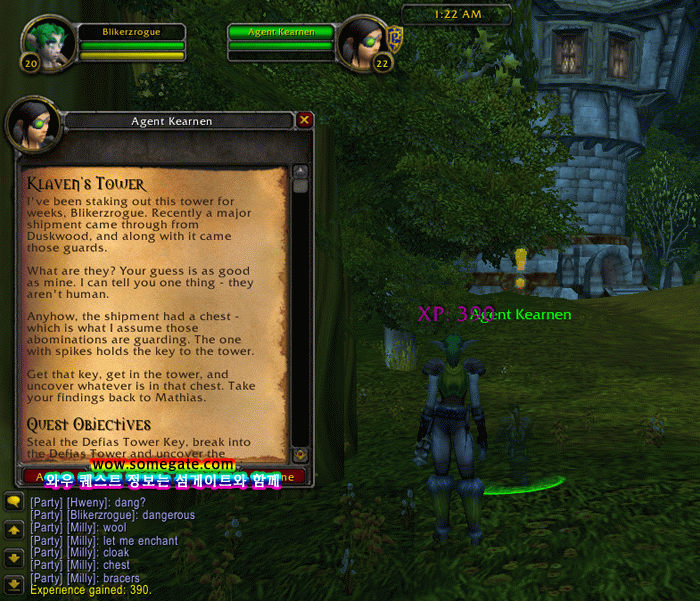 1:22 AM
Blikerzrogue
Agent Kearnen
20
22
Agent Kearnen
Klaven's Tower
I've been staking out this tower for
weeks, Blikerzrogue. Recently a major
shipment came through from
Duskwood, and along with it came
those guards.
What are they? Your guess is as good
as mine. I can tell you one thing - they
aren't human.
Anyhow, the shipment had a chest -
which is what I assume those
abominations are guarding. The one
with spikes holds the key to the tower.
Get that key, get in the tower, and
uncover whatever is in that chest. Take
your findings back to Mathias.
Quest Objectives
Steal the Defias Tower Key, break into
the Defias Tower and uncover the
wow.somegate.com
와우 퀘스트 정보는 섬게이트와 함께
XP: 390
Agent Kearnen
[Party] [Hweny]: dang?
[Party] [Blikerzrogue]: dangerous
[Party] [Milly]: wool
[Party] [Milly]: let me enchant
[Party] [Milly]: cloak
[Party] [Milly]: chest
[Party] [Milly]: bracers
Experience gained: 390.